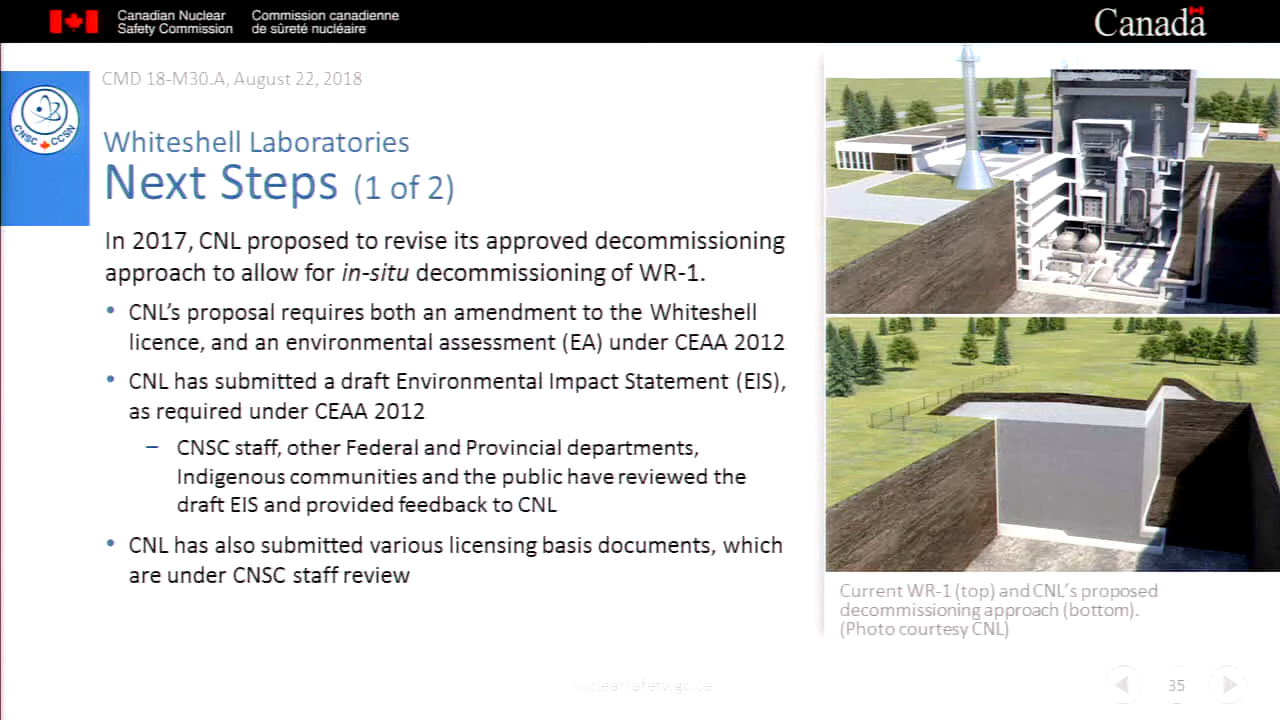 Canadian Nuclear
Safety Commission
Commission canadienne
de sûreté nucléaire
Canada
CMD 18-M30.A, August 22, 2018
CNSC CCSN
Whiteshell Laboratories
Next Steps (1 of 2)
In 2017, CNL proposed to revise its approved decommissioning
approach to allow for in-situ decommissioning of WR-1.
• CNL's proposal requires both an amendment to the Whiteshell
licence, and an environmental assessment (EA) under CEAA 2012
• CNL has submitted a draft Environmental Impact Statement (EIS),
as required under CEAA 2012
– CNSC staff, other Federal and Provincial departments,
Indigenous communities and the public have reviewed the
draft EIS and provided feedback to CNL
• CNL has also submitted various licensing basis documents, which
are under CNSC staff review
Current WR-1 (top) and CNL's proposed
decommissioning approach (bottom).
(Photo courtesy CNL)
nuclearsafety.gc.ca
35